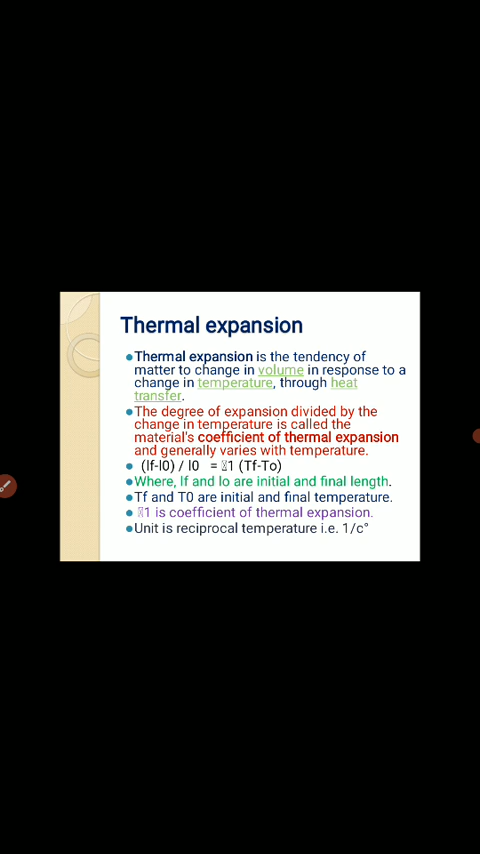 Thermal expansion
Thermal expansion is the tendency of
matter to change in volume in response to a
change in temperature, through heat
transfer.
The degree of expansion divided by the
change in temperature is called the
material's coefficient of thermal expansion
and generally varies with temperature.
(lf-l0) / l0 = 1 (Tf-To)
Where, lf and lo are initial and final length.
Tf and T0 are initial and final temperature.
1 is coefficient of thermal expansion.
Unit is reciprocal temperature i.e. 1/c°